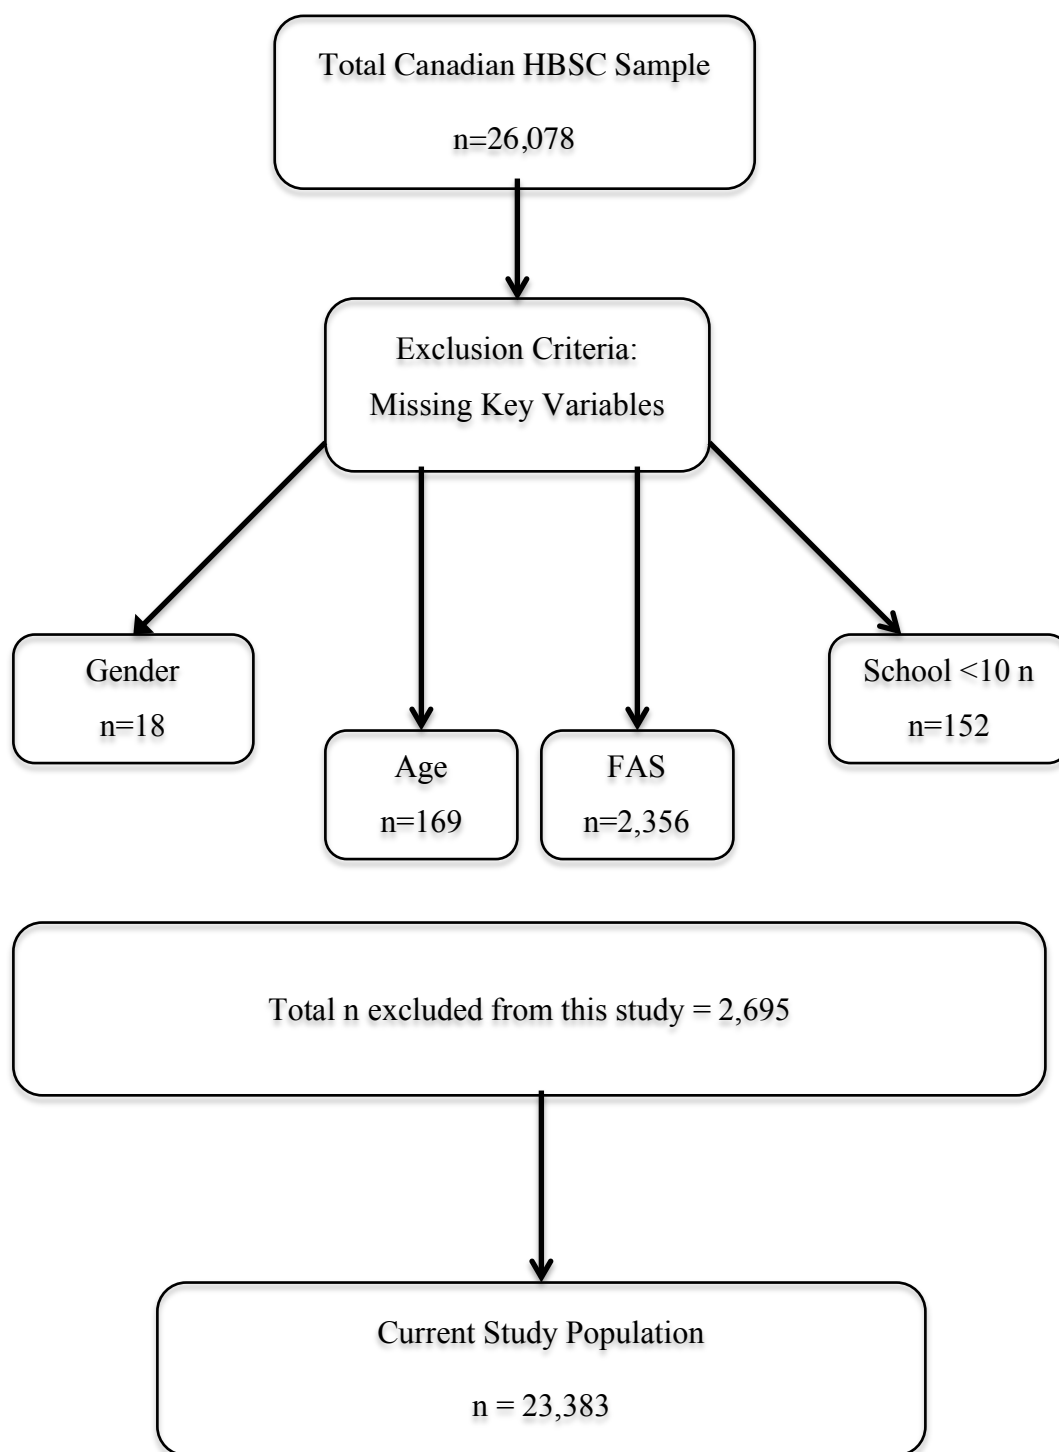 Total Canadian HBSC Sample
n=26,078
Exclusion Criteria:
Missing Key Variables
Gender
n=18
School <10 n
n=152
Age
n=169
FAS
n=2,356
Total n excluded from this study = 2,695
Current Study Population
n = 23,383